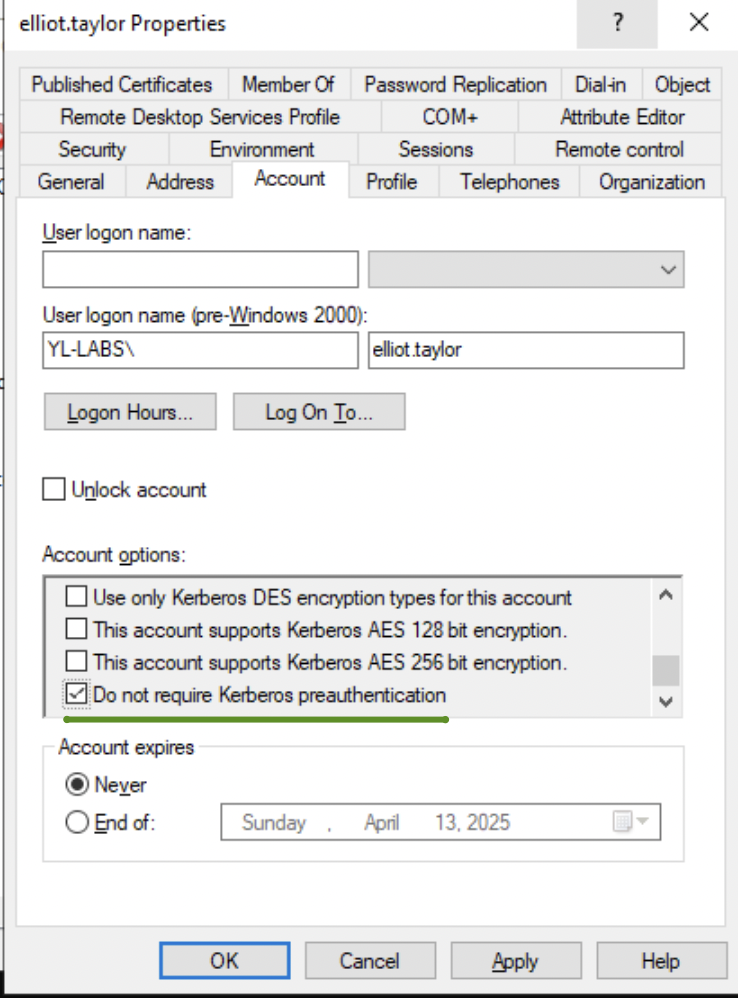 elliot.taylor Properties
?
Published Certificates Member Of Password Replication Dial-in Object
Remote Desktop Services Profile COM+ Attribute Editor
Security Environment Sessions Remote control
General Address Account Profile Telephones Organization
User logon name:
User logon name (pre-Windows 2000):
YL-LABS\ elliot.taylor
Logon Hours... Log On To...
Unlock account
Account options:
Use only Kerberos DES encryption types for this account
This account supports Kerberos AES 128 bit encryption.
This account supports Kerberos AES 256 bit encryption.
Do not require Kerberos preauthentication
Account expires
Never
End of: Sunday , April 13, 2025
OK Cancel Apply Help